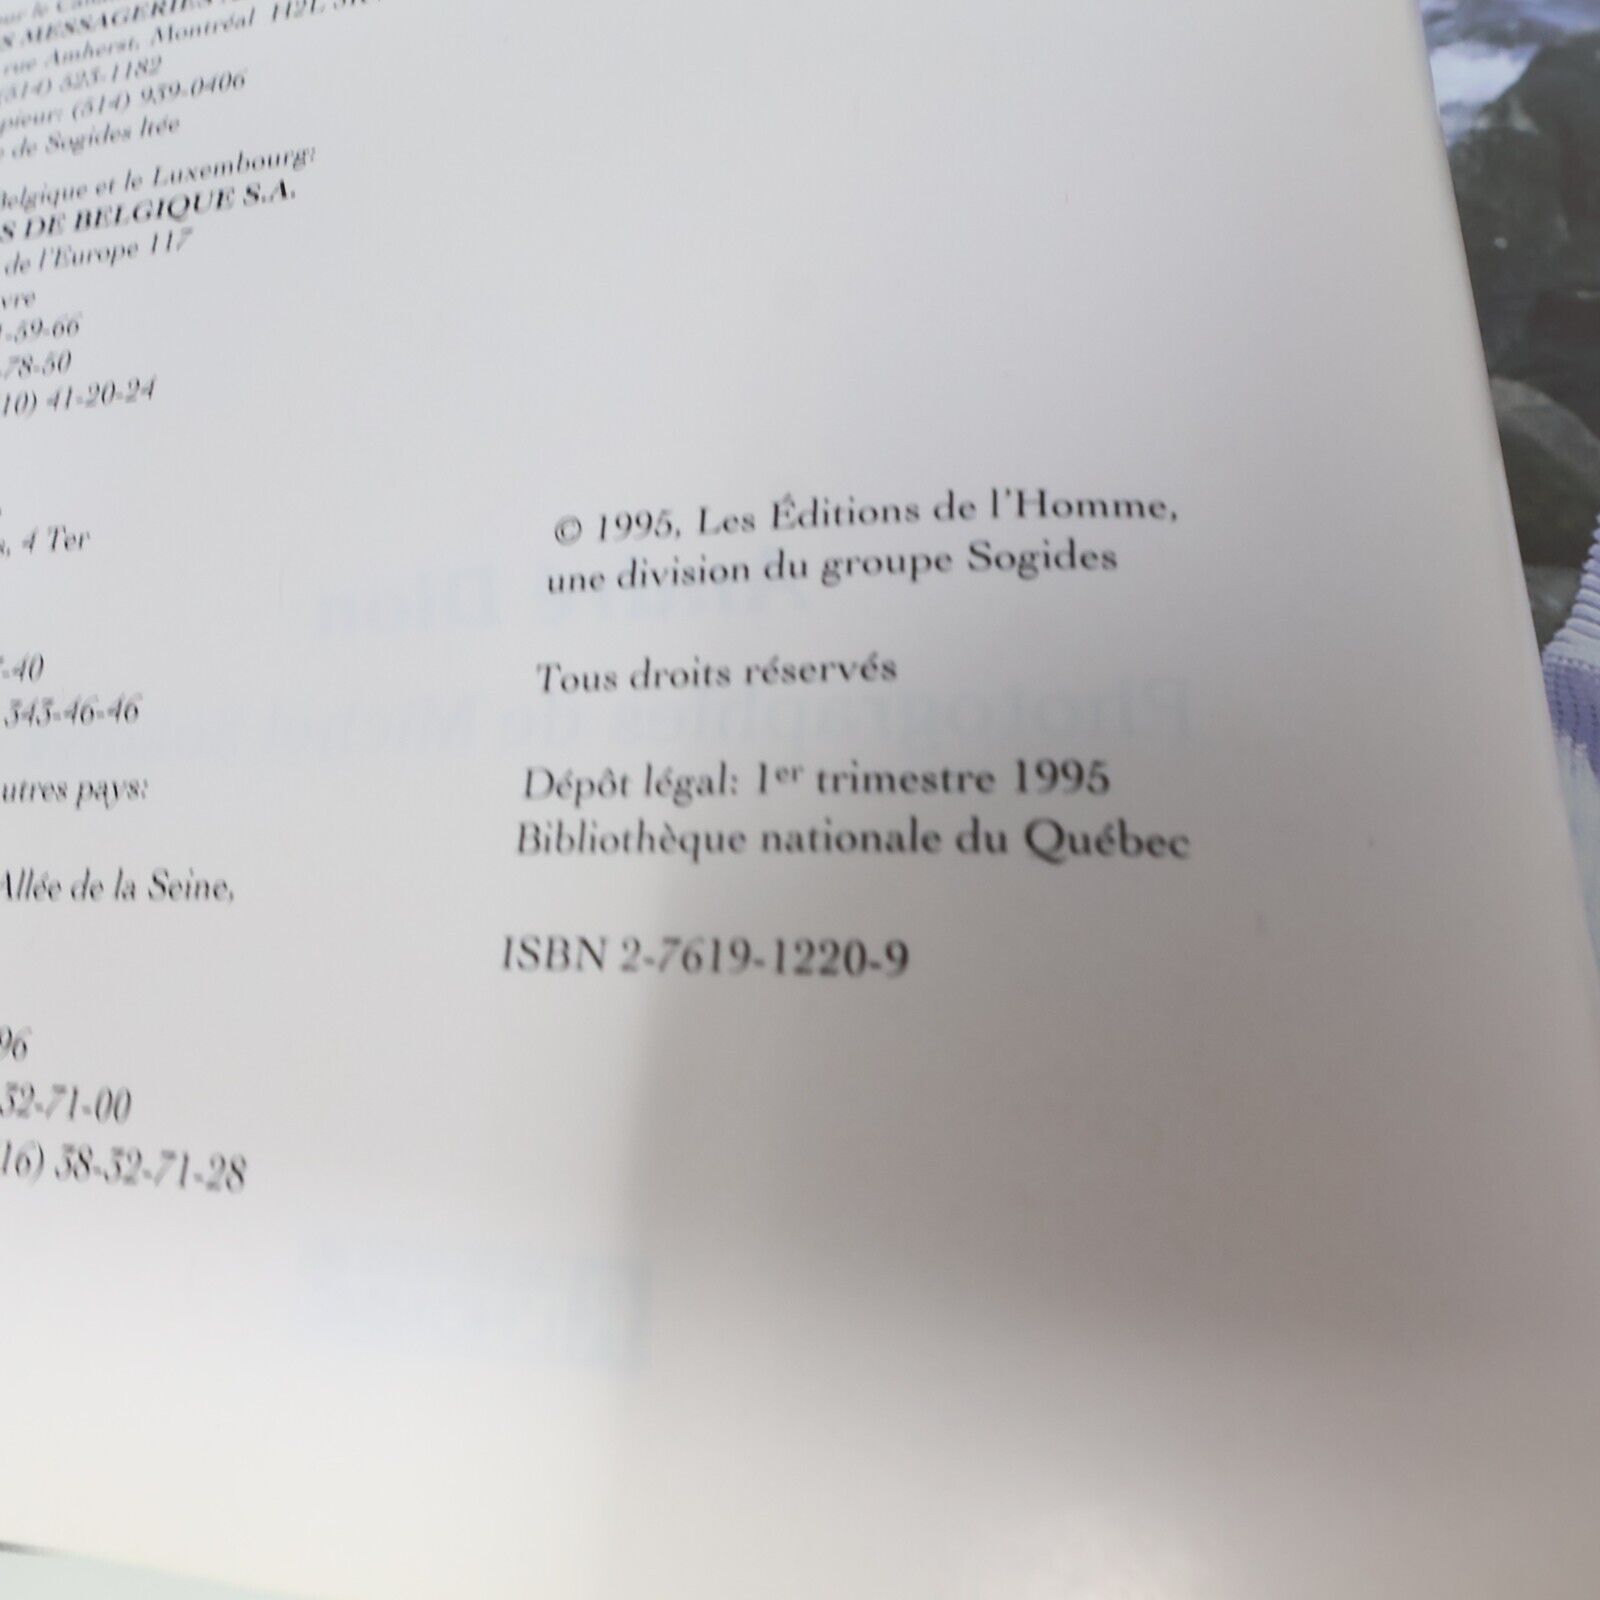 MESSAGERIES
rue Amherst, Montréal H2L
(514) 523-1182
(514) 939-0406
de Sogides ltée
Belgique et le Luxembourg:
S DE BELGIQUE S.A.
de l'Europe 117
vre
-59-66
-78-50
10) 41-20-24
, 4 Ter
-40
343-46-46
utres pays:
Allée de la Seine,
96
32-71-00
16) 38-32-71-28
© 1995, Les Éditions de l'Homme,
une division du groupe Sogides
Tous droits réservés
Dépôt légal: 1er trimestre 1995
Bibliothèque nationale du Québec
ISBN 2-7619-1220-9